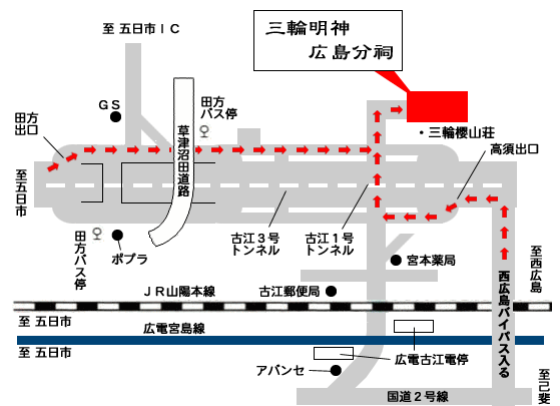 至 五日市ＩＣ
三輪明神
広島分祠
ＧＳ
田方
バス停
田方
出口
草津沼田道路
・三輪櫻山荘
高須出口
至五日市
至西広島
古江３号
トンネル
古江１号
トンネル
田方バス停
ポプラ
宮本薬局
西広島バイパス入る
ＪＲ山陽本線
古江郵便局
至 五日市
広電宮島線
至 五日市
広電古江電停
アバンセ
至己斐
国道２号線